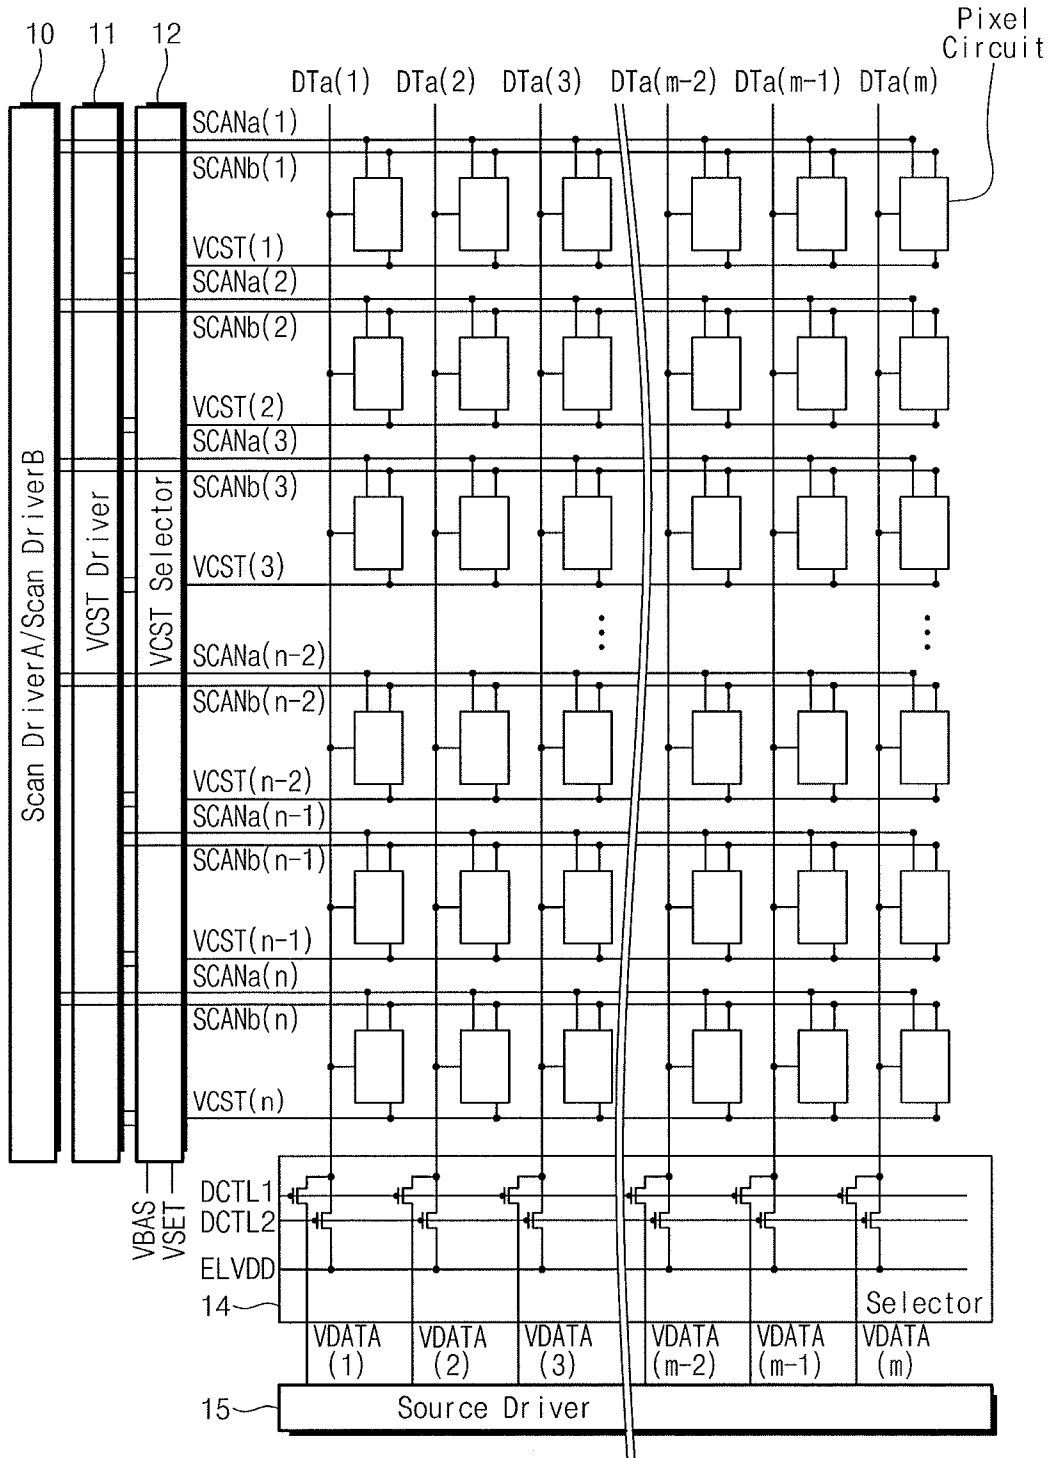 10
11
12
Pixel
Circuit
DTa(1)
DTa(2)
DTa(3)
DTa(m-2)
DTa(m-1)
DTa(m)
SCANa(1)
SCANb(1)
VCST(1)
SCANa(2)
SCANb(2)
VCST(2)
SCANa(3)
SCANb(3)
VCST(3)
SCANa(n-2)
SCANb(n-2)
VCST(n-2)
SCANa(n-1)
SCANb(n-1)
VCST(n-1)
SCANa(n)
SCANb(n)
VCST(n)
Scan DriverA/Scan DriverB
VCST Driver
VCST Selector
VBAS
VSET
DCTL1
DCTL2
ELVDD
14
Selector
VDATA
(1)
VDATA
(2)
VDATA
(3)
VDATA
(m-2)
VDATA
(m-1)
VDATA
(m)
15
Source Driver